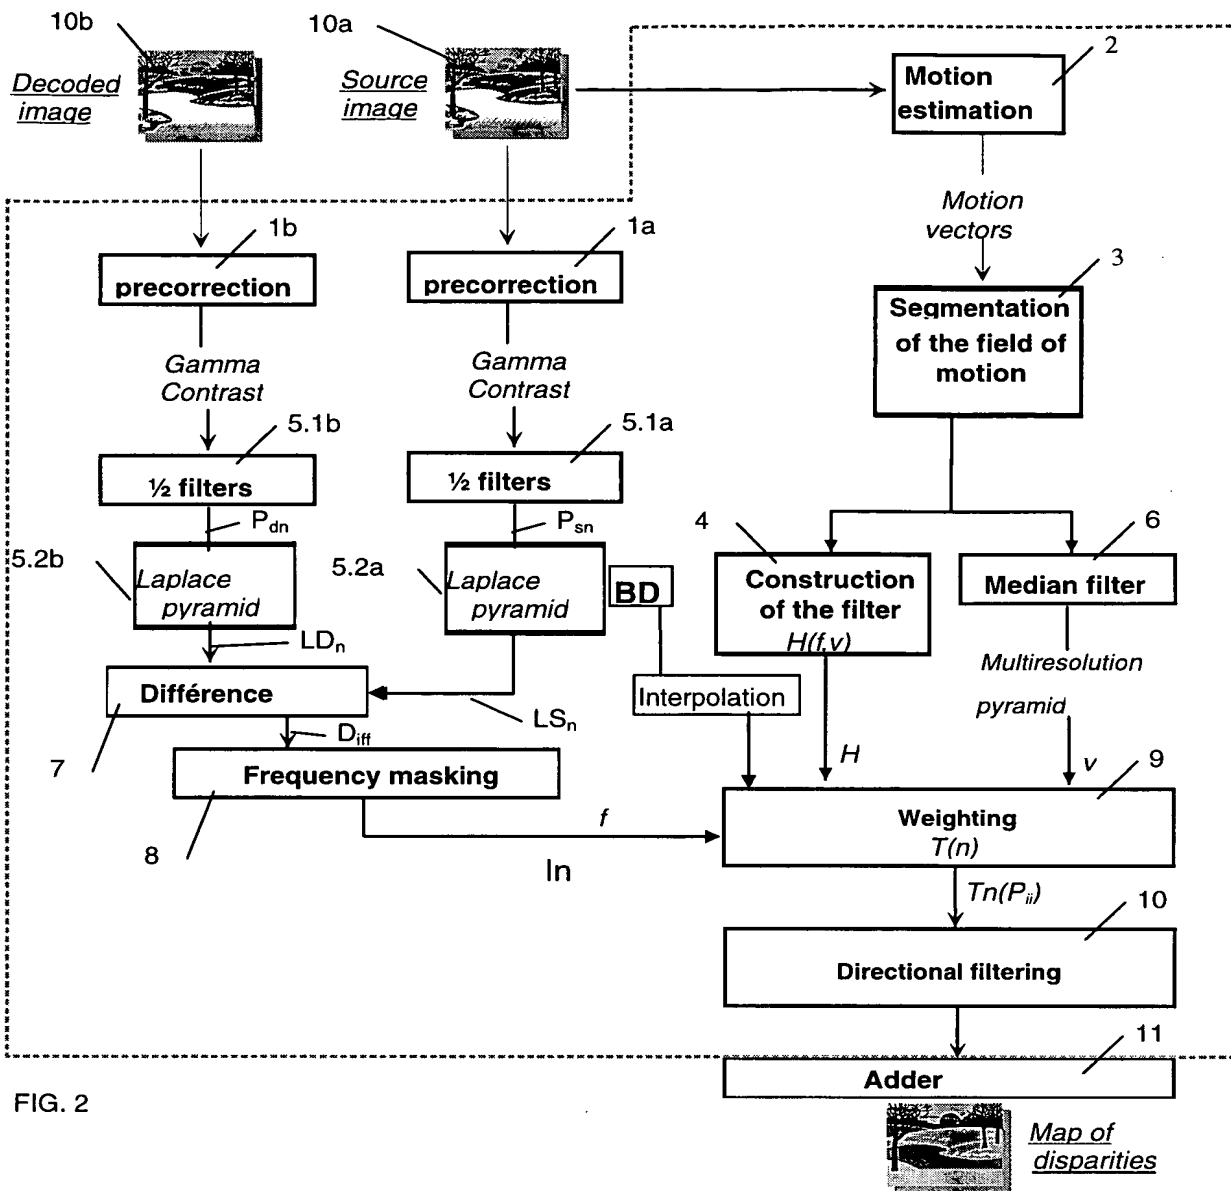 10b
10a
2
Decoded
image
Source
image
Motion
estimation
Motion
vectors
1b
1a
3
precorrection
precorrection
Segmentation
of the field of
motion
Gamma
Contrast
Gamma
Contrast
5.1b
5.1a
½ filters
½ filters
Pdn
Psn
4
6
5.2b
5.2a
Laplace
pyramid
Laplace
pyramid
BD
Construction
of the filter
H(f,v)
Median filter
LDn
Multiresolution
pyramid
Différence
Interpolation
LSn
7
Diff
H
v
9
Frequency masking
Weighting
T(n)
f
8
In
Tn(Pii)
10
Directional filtering
11
Adder
FIG. 2
Map of
disparities